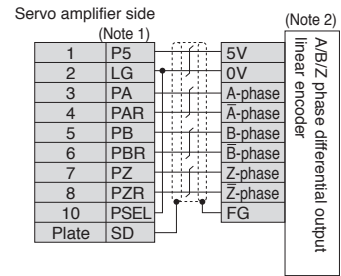 Servo amplifier side
(Note 1)
(Note 2)
1 P5 5V
2 LG 0V
3 PA A-phase
4 PAR A̅-phase
5 PB B-phase
6 PBR B̅-phase
7 PZ Z-phase
8 PZR Z̅-phase
10 PSEL FG
Plate SD
A/B/Z phase differential output
linear encoder